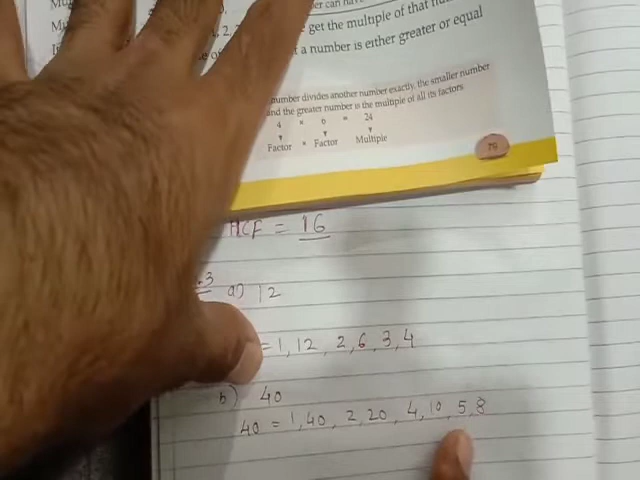 get the multiple of that
a number is either greater or equal
number divides another number exactly, the smaller number
and the greater number is the multiple of all its factors
4 × 6 = 24
Factor × Factor Multiple
HCF = 16
.3 a) 12
= 1, 12, 2, 6, 3, 4
b) 40
40 = 1, 40, 2, 20, 4, 10, 5, 8